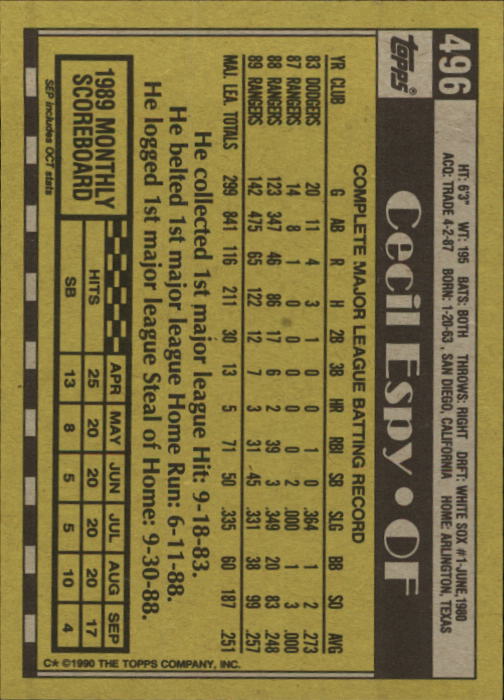 496
HT: 6'3" WT: 195 BATS: BOTH THROWS: RIGHT DRFT: WHITE SOX #1-JUNE, 1980
ACQ: TRADE 4-2-87 BORN: 1-20-63, SAN DIEGO, CALIFORNIA HOME: ARLINGTON, TEXAS
TOPPS®
Cecil Espy • OF
COMPLETE MAJOR LEAGUE BATTING RECORD
YR CLUB G AB R H 2B 3B HR RBI SB SLG BB SO AVG
83 DODGERS 20 11 4 3 1 0 0 1 0 .364 1 2 .273
87 RANGERS 14 8 1 0 0 0 0 0 2 .000 1 3 .000
88 RANGERS 123 347 46 86 17 6 2 39 3 .349 20 83 .248
89 RANGERS 142 475 65 122 12 7 3 31 45 .331 38 99 .257
MAJ. LEA. TOTALS 299 841 116 211 30 13 5 71 50 .335 60 187 .251
He collected 1st major league Hit: 9-18-83.
He belted 1st major league Home Run: 6-11-88.
He logged 1st major league Steal of Home: 9-30-88.
1989 MONTHLY
SCOREBOARD
APR MAY JUN JUL AUG SEP
HITS 25 20 20 20 20 17
SB 13 8 5 5 10 4
SEP includes OCT stats
C★ ©1990 THE TOPPS COMPANY, INC.